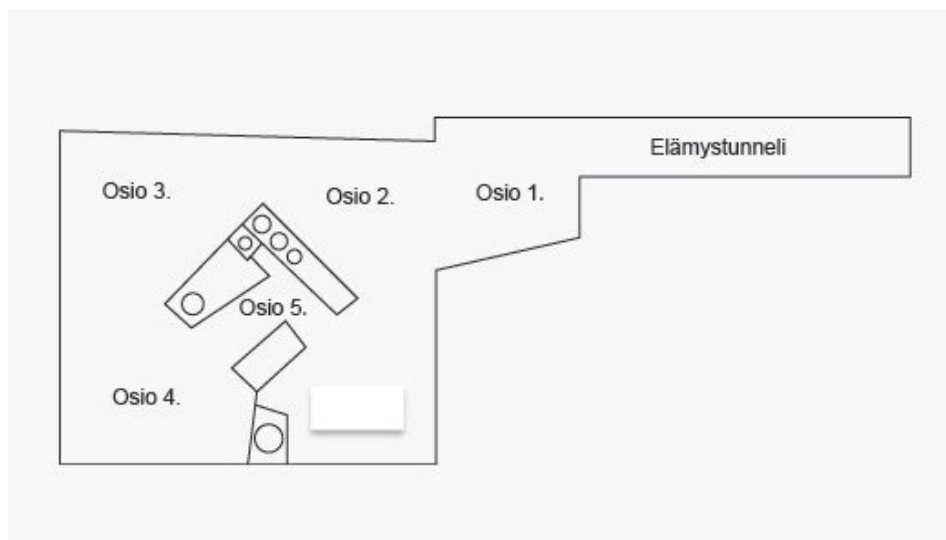 Elämystunneli
Osio 3.
Osio 2.
Osio 1.
Osio 5.
Osio 4.